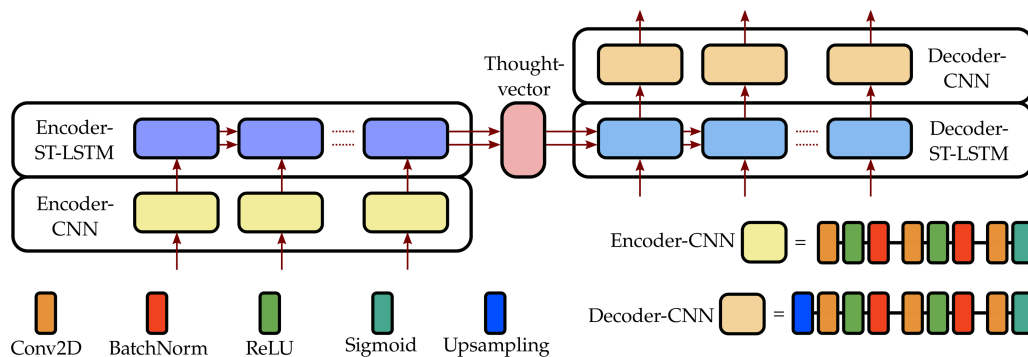 Thought-
vector
Decoder-
CNN
Encoder-
ST-LSTM
Decoder-
ST-LSTM
Encoder-
CNN
Encoder-CNN
=
Decoder-CNN
=
Conv2D
BatchNorm
ReLU
Sigmoid
Upsampling